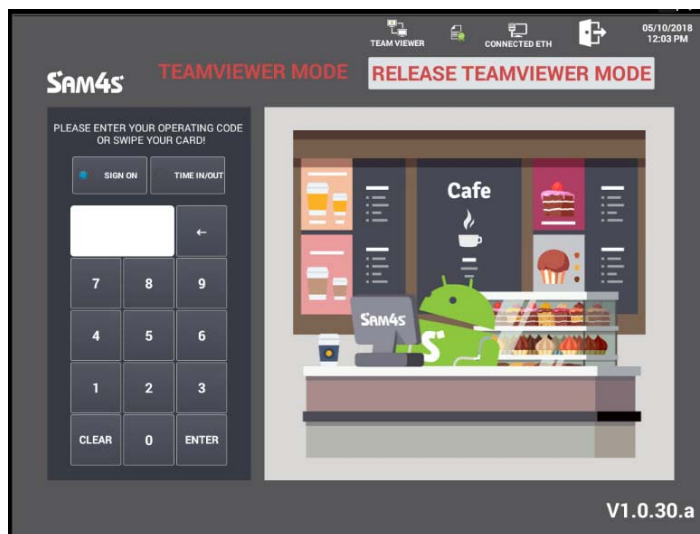 TEAM VIEWER
CONNECTED ETH
05/10/2018
12:03 PM
SAM4S
TEAMVIEWER MODE
RELEASE TEAMVIEWER MODE
PLEASE ENTER YOUR OPERATING CODE
OR SWIPE YOUR CARD!
SIGN ON
TIME IN/OUT
←
7 8 9
4 5 6
1 2 3
CLEAR 0 ENTER
Cafe
SAM4S
S
V1.0.30.a